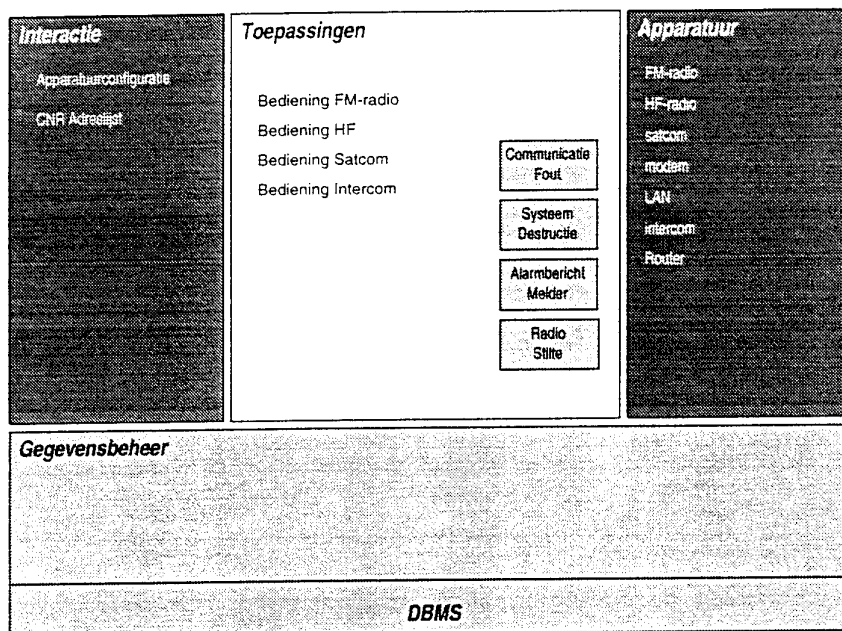 Interactie
Apparatuurconfiguratie
CNR Adreslijst
Toepassingen
Bediening FM-radio
Bediening HF
Bediening Satcom
Bediening Intercom
Communicatie
Fout
Systeem
Destructie
Alarmbericht
Melder
Radio
Stilte
Apparatuur
FM-radio
HF-radio
satcom
modem
LAN
intercom
Router
Gegevensbeheer
DBMS